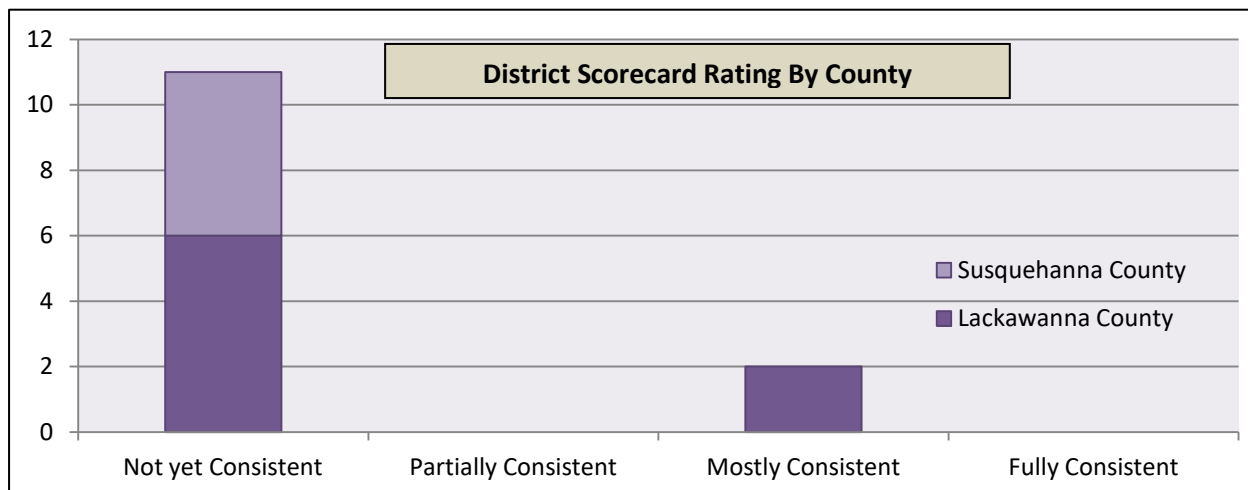 District Scorecard Rating By County
12
10
8
6
4
2
0
Susquehanna County
Lackawanna County
Not yet Consistent
Partially Consistent
Mostly Consistent
Fully Consistent